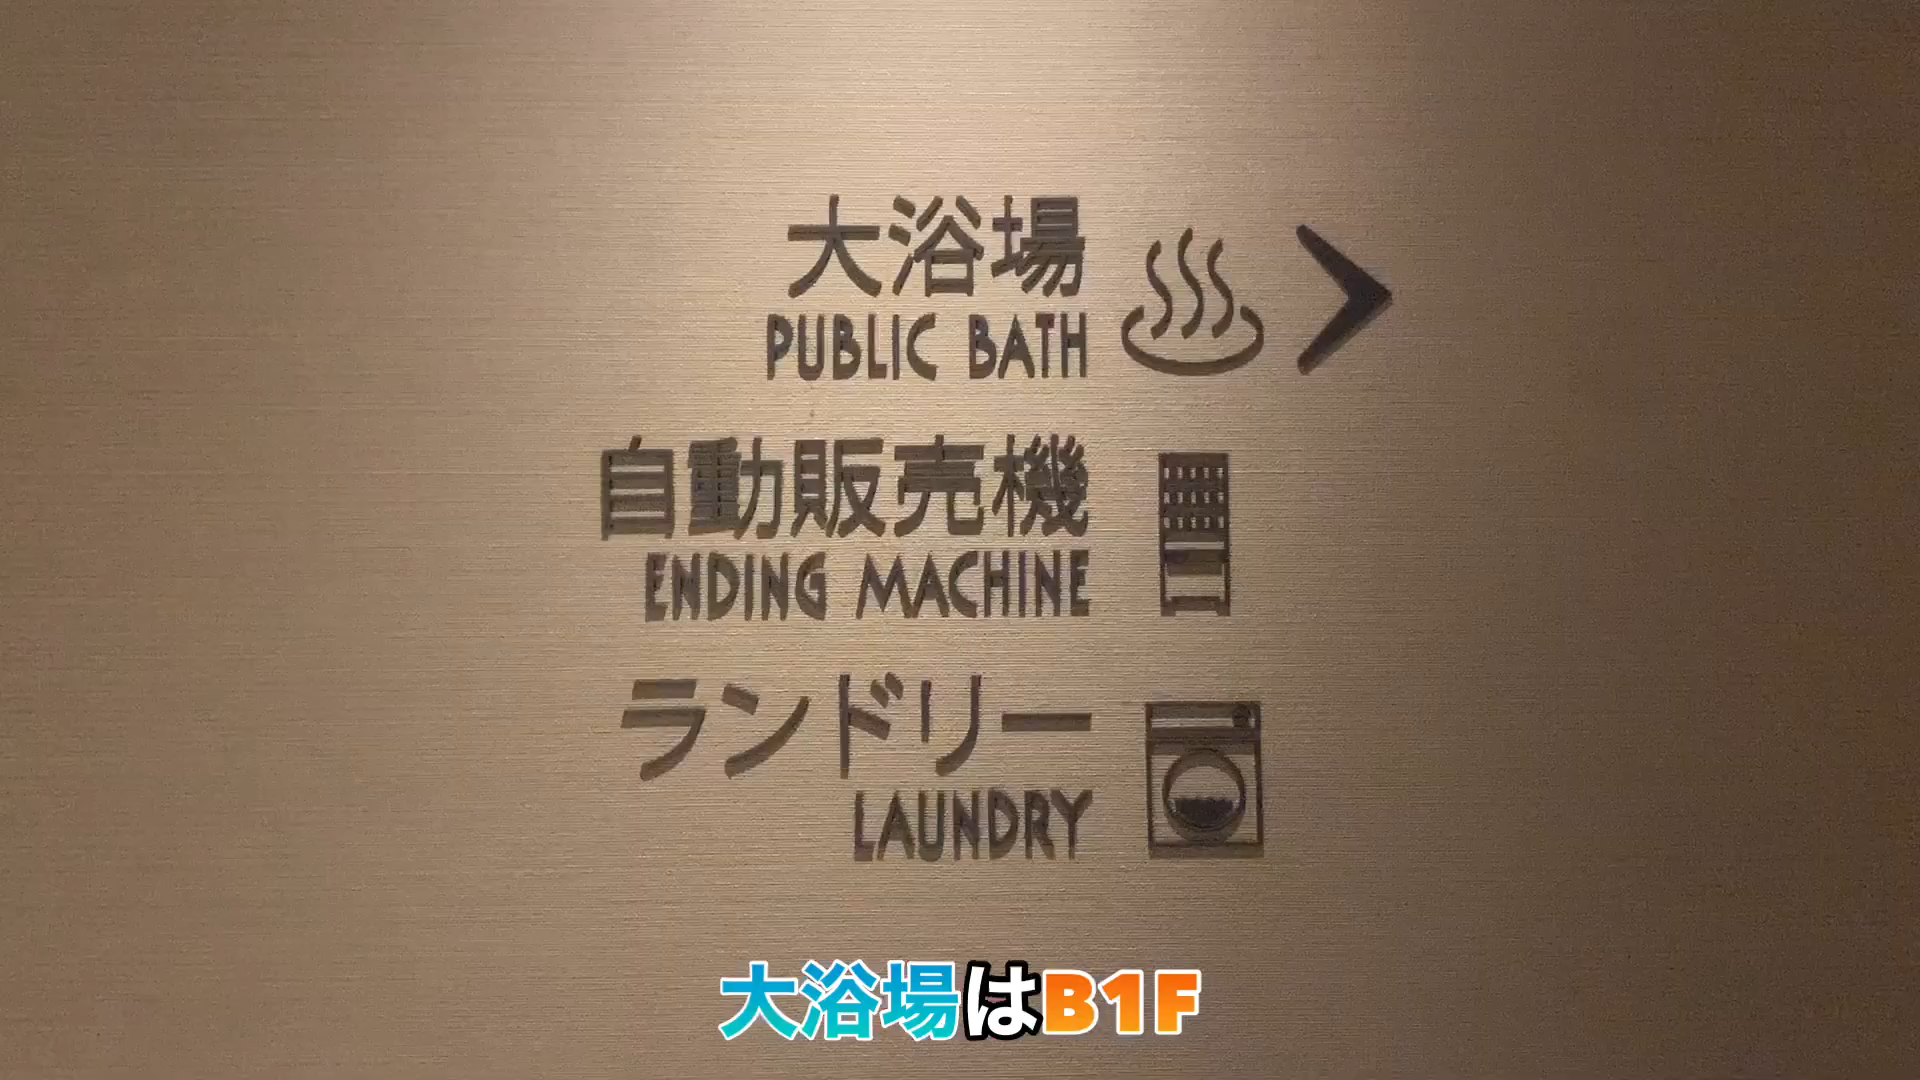 大浴場
PUBLIC BATH
自動販売機
ENDING MACHINE
ランドリー
LAUNDRY
大浴場はB1F